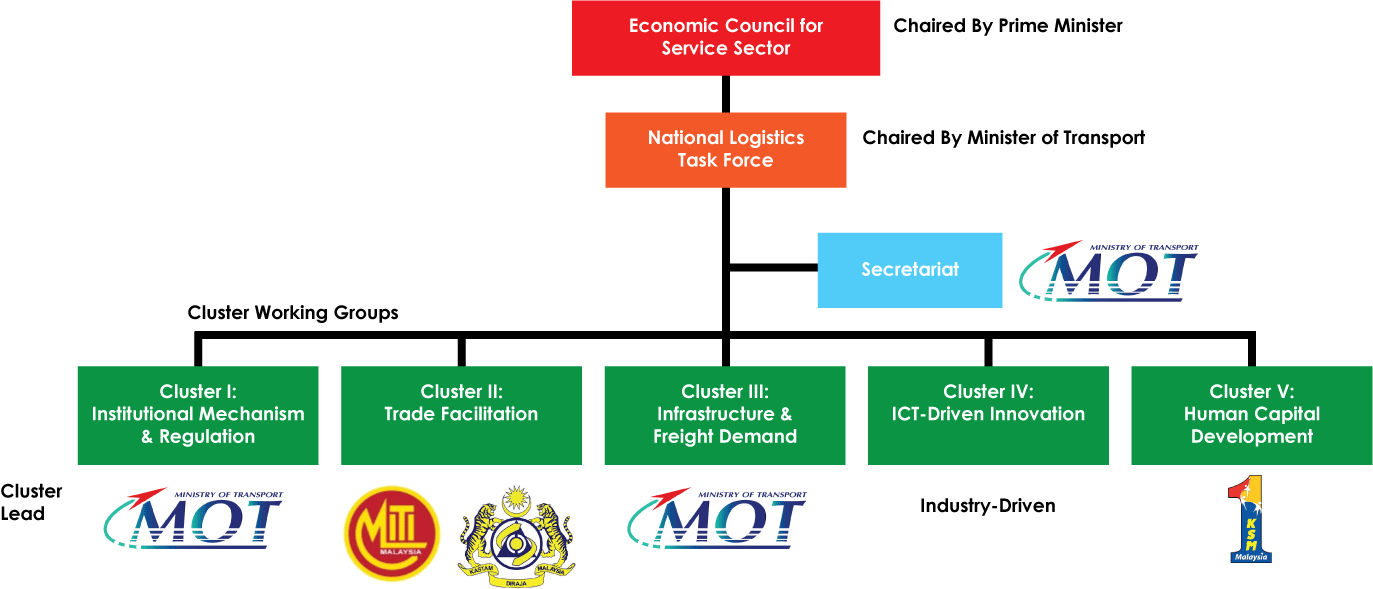 Economic Council for
Service Sector
Chaired By Prime Minister
National Logistics
Task Force
Chaired By Minister of Transport
Secretariat
MINISTRY OF TRANSPORT
MOT
Cluster Working Groups
Cluster I:
Institutional Mechanism
& Regulation
Cluster II:
Trade Facilitation
Cluster III:
Infrastructure &
Freight Demand
Cluster IV:
ICT-Driven Innovation
Cluster V:
Human Capital
Development
Cluster
Lead
MINISTRY OF TRANSPORT
MOT
MITI
MALAYSIA
KASTAM
DIRAJA
MALAYSIA
MINISTRY OF TRANSPORT
MOT
Industry-Driven
1
KSM
Malaysia